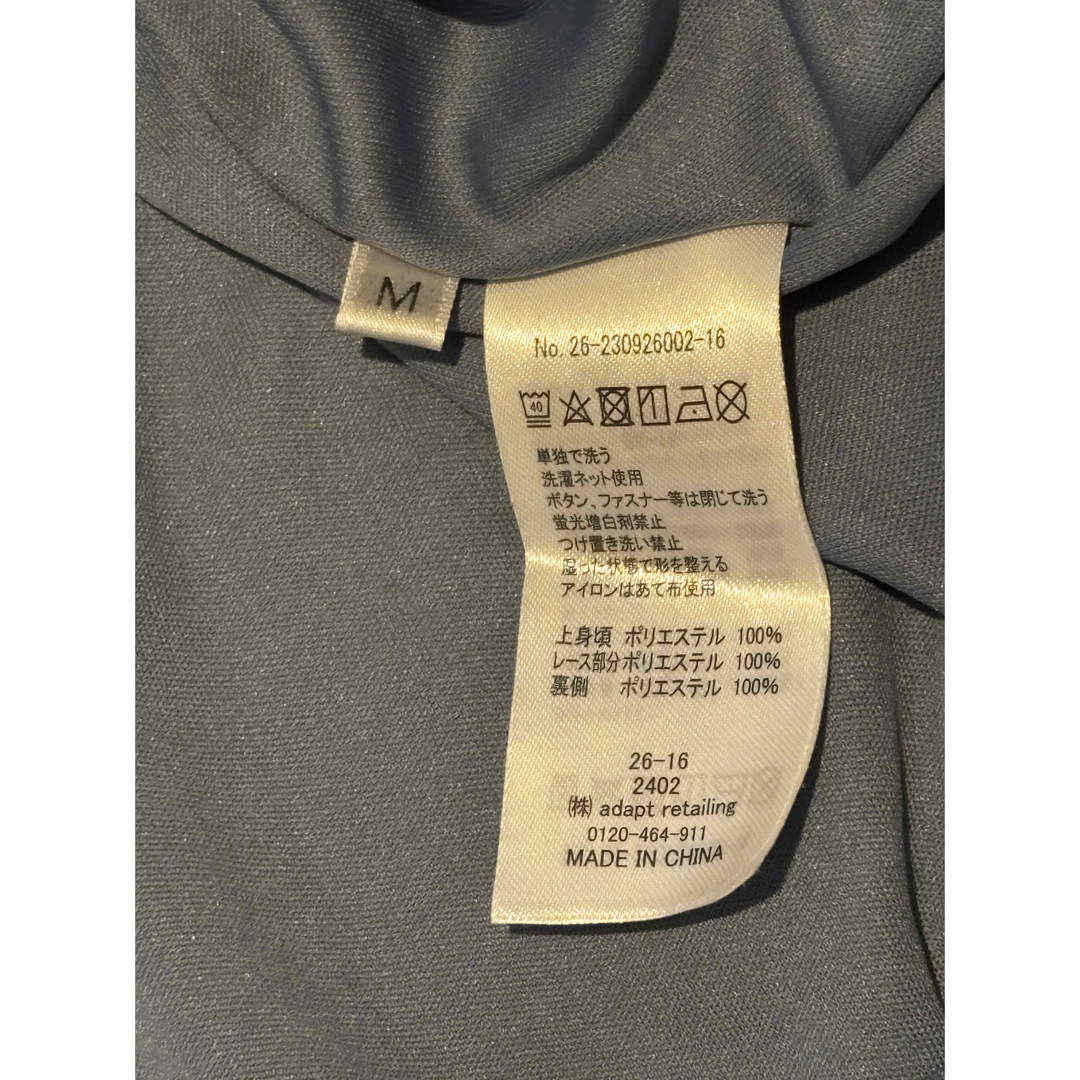 M
No. 26-230926002-16
40
単独で洗う
洗濯ネット使用
ボタン、ファスナー等は閉じて洗う
蛍光増白剤禁止
つけ置き洗い禁止
湿った状態で形を整える
アイロンはあて布使用
上身頃 ポリエステル 100%
レース部分ポリエステル 100%
裏側 ポリエステル 100%
26-16
2402
㈱ adapt retailing
0120-464-911
MADE IN CHINA